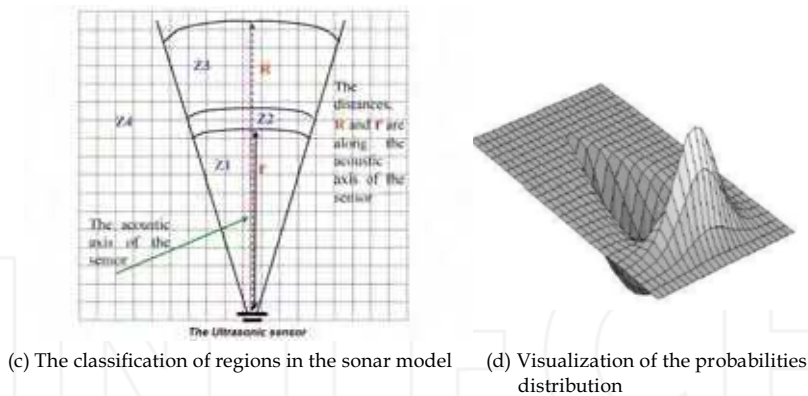 Z3
R
The
distances,
R and r are
along the
acoustic
axis of the
sensor
Z4
Z2
Z1
r
The acoustic
axis of the
sensor
The Ultrasonic sensor
(c) The classification of regions in the sonar model
(d) Visualization of the probabilities
distribution